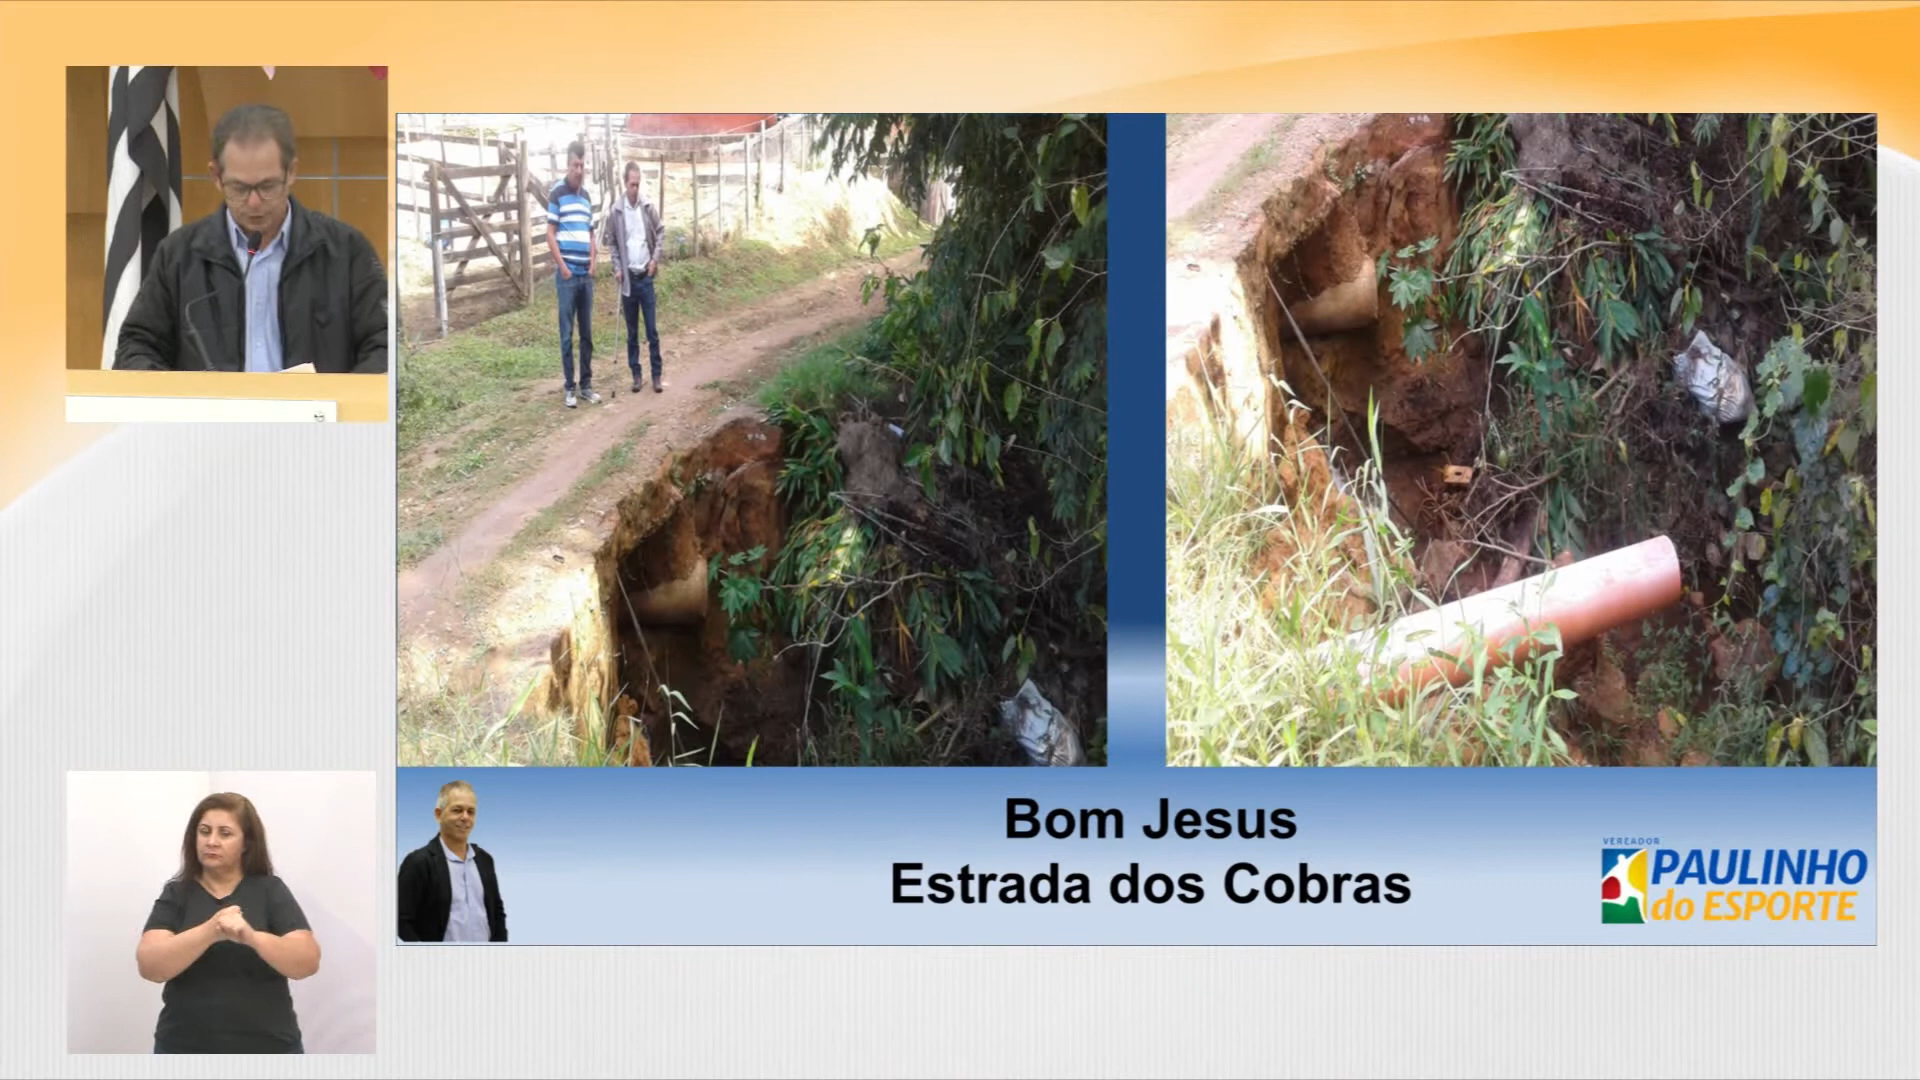 Bom Jesus
Estrada dos Cobras
VEREADOR
PAULINHO
do ESPORTE